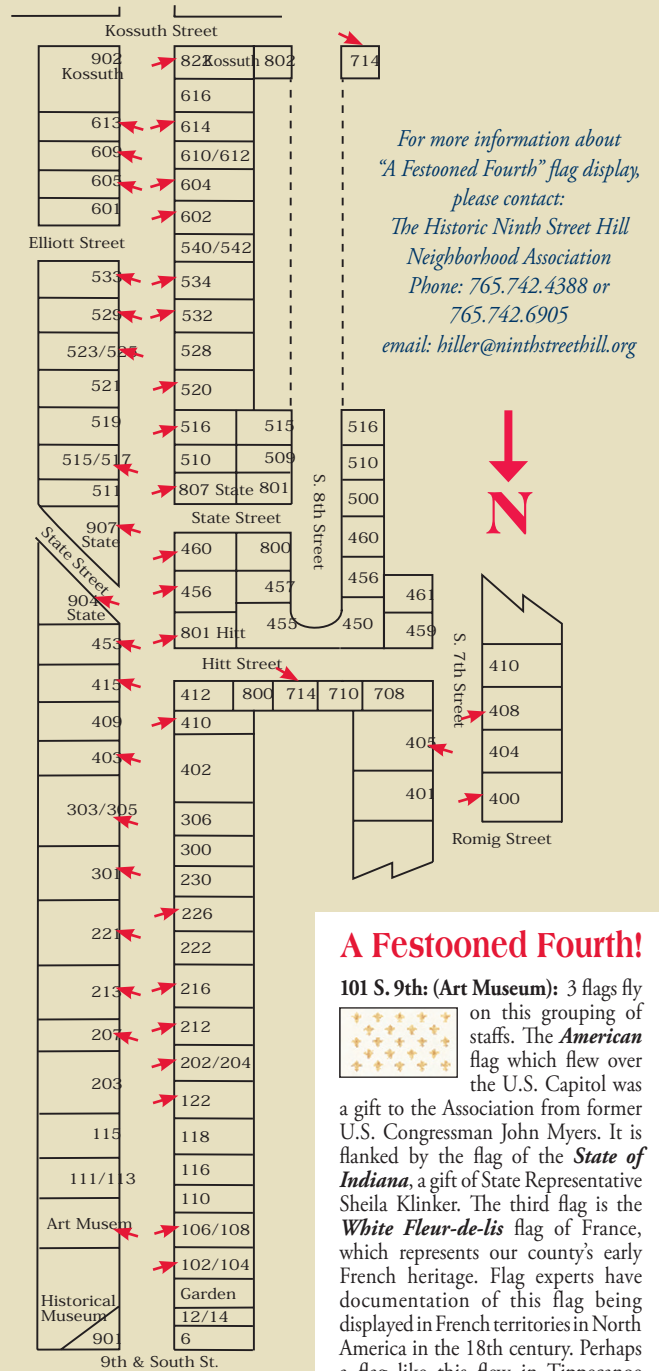 Kossuth Street
902
Kossuth
613
609
605
601
Elliott Street
533
529
523/525
521
519
515/517
511
907
State
State Street
904
State
453
415
409
403
303/305
301
221
213
207
203
115
111/113
Art Musem
Historical
Museum
901
822 Kossuth 802
616
614
610/612
604
602
540/542
534
532
528
520
516 515
510 509
807 State 801
State Street
460 800
456 457
801 Hitt 455 450
Hitt Street
412 800 714 710 708
410
402
306
300
230
226
222
216
212
202/204
122
118
116
110
106/108
102/104
Garden
12/14
6
9th & South St.
714
S. 8th Street
516
510
500
460
456
461
459
405
401
S. 7th Street
410
408
404
400
Romig Street
For more information about
“A Festooned Fourth” flag display,
please contact:
The Historic Ninth Street Hill
Neighborhood Association
Phone: 765.742.4388 or
765.742.6905
email: hiller@ninthstreethill.org
N
A Festooned Fourth!
101 S. 9th: (Art Museum): 3 flags fly
on this grouping of
staffs. The American
flag which flew over
the U.S. Capitol was
a gift to the Association from former
U.S. Congressman John Myers. It is
flanked by the flag of the State of
Indiana, a gift of State Representative
Sheila Klinker. The third flag is the
White Fleur-de-lis flag of France,
which represents our county’s early
French heritage. Flag experts have
documentation of this flag being
displayed in French territories in North
America in the 18th century. Perhaps
a flag like this flew in Tippecanoe